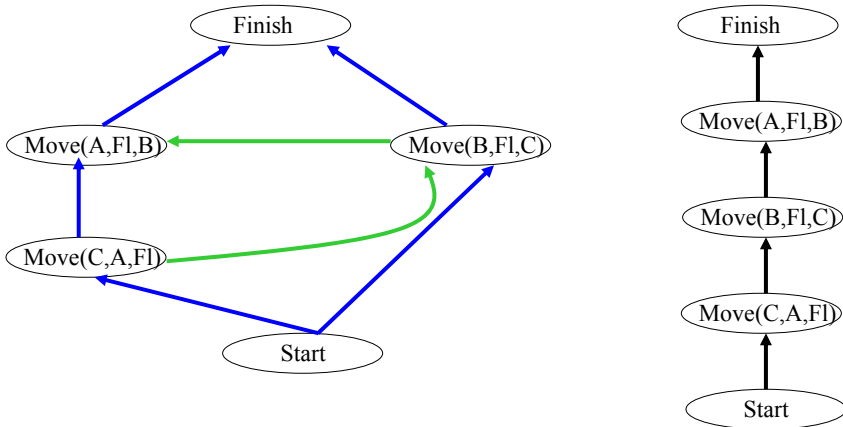 Finish
Move(A,Fl,B)
Move(B,Fl,C)
Move(C,A,Fl)
Start
Finish
Move(A,Fl,B)
Move(B,Fl,C)
Move(C,A,Fl)
Start